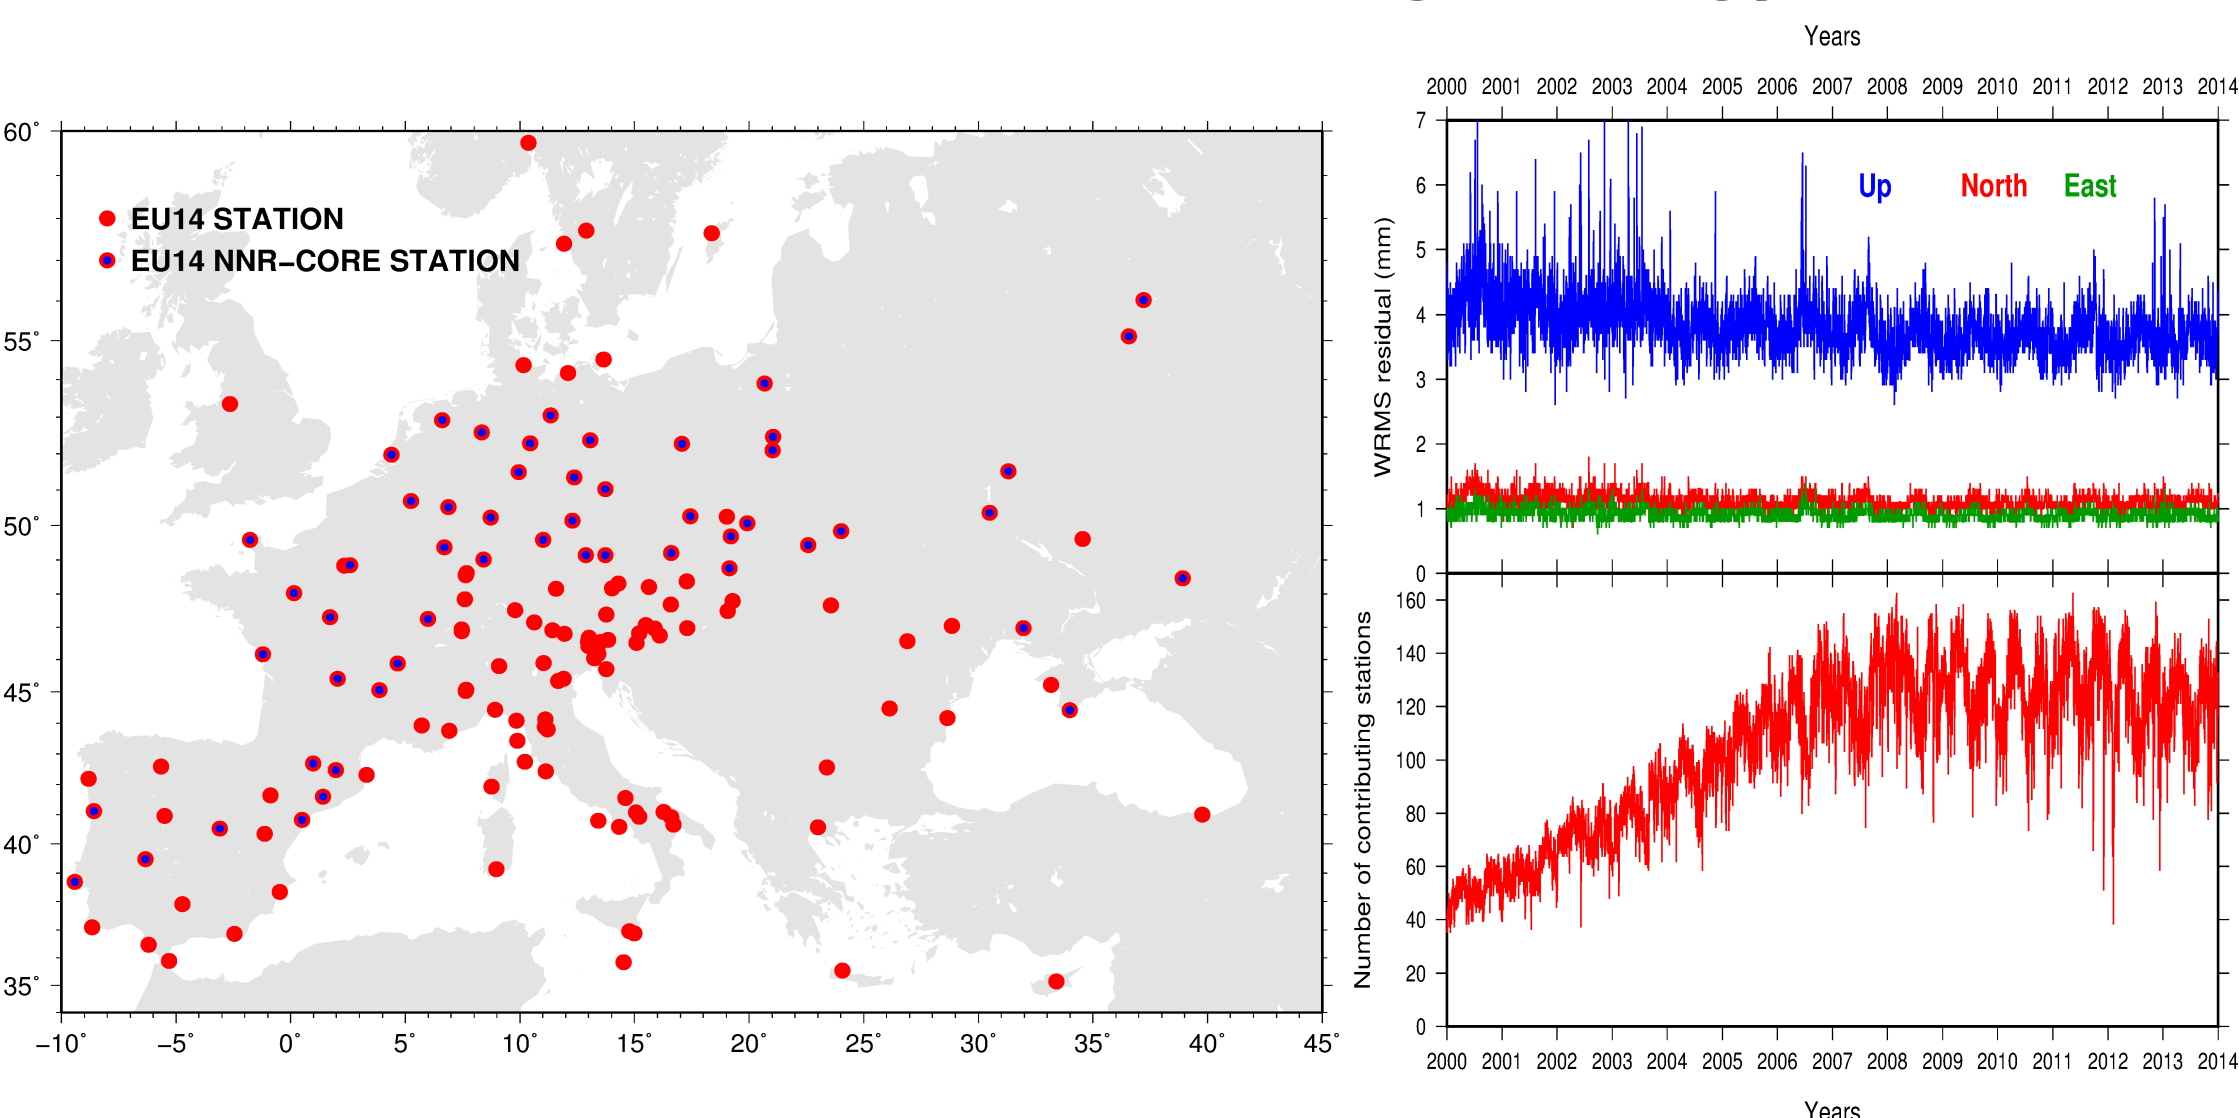 Years
2000 2001 2002 2003 2004 2005 2006 2007 2008 2009 2010 2011 2012 2013 2014
60°
55°
50°
45°
40°
35°
−10° −5° 0° 5° 10° 15° 20° 25° 30° 35° 40° 45°
EU14 STATION
EU14 NNR−CORE STATION
WRMS residual (mm)
7
6
5
4
3
2
1
0
Up North East
Number of contributing stations
160
140
120
100
80
60
40
20
0
2000 2001 2002 2003 2004 2005 2006 2007 2008 2009 2010 2011 2012 2013 2014
Years